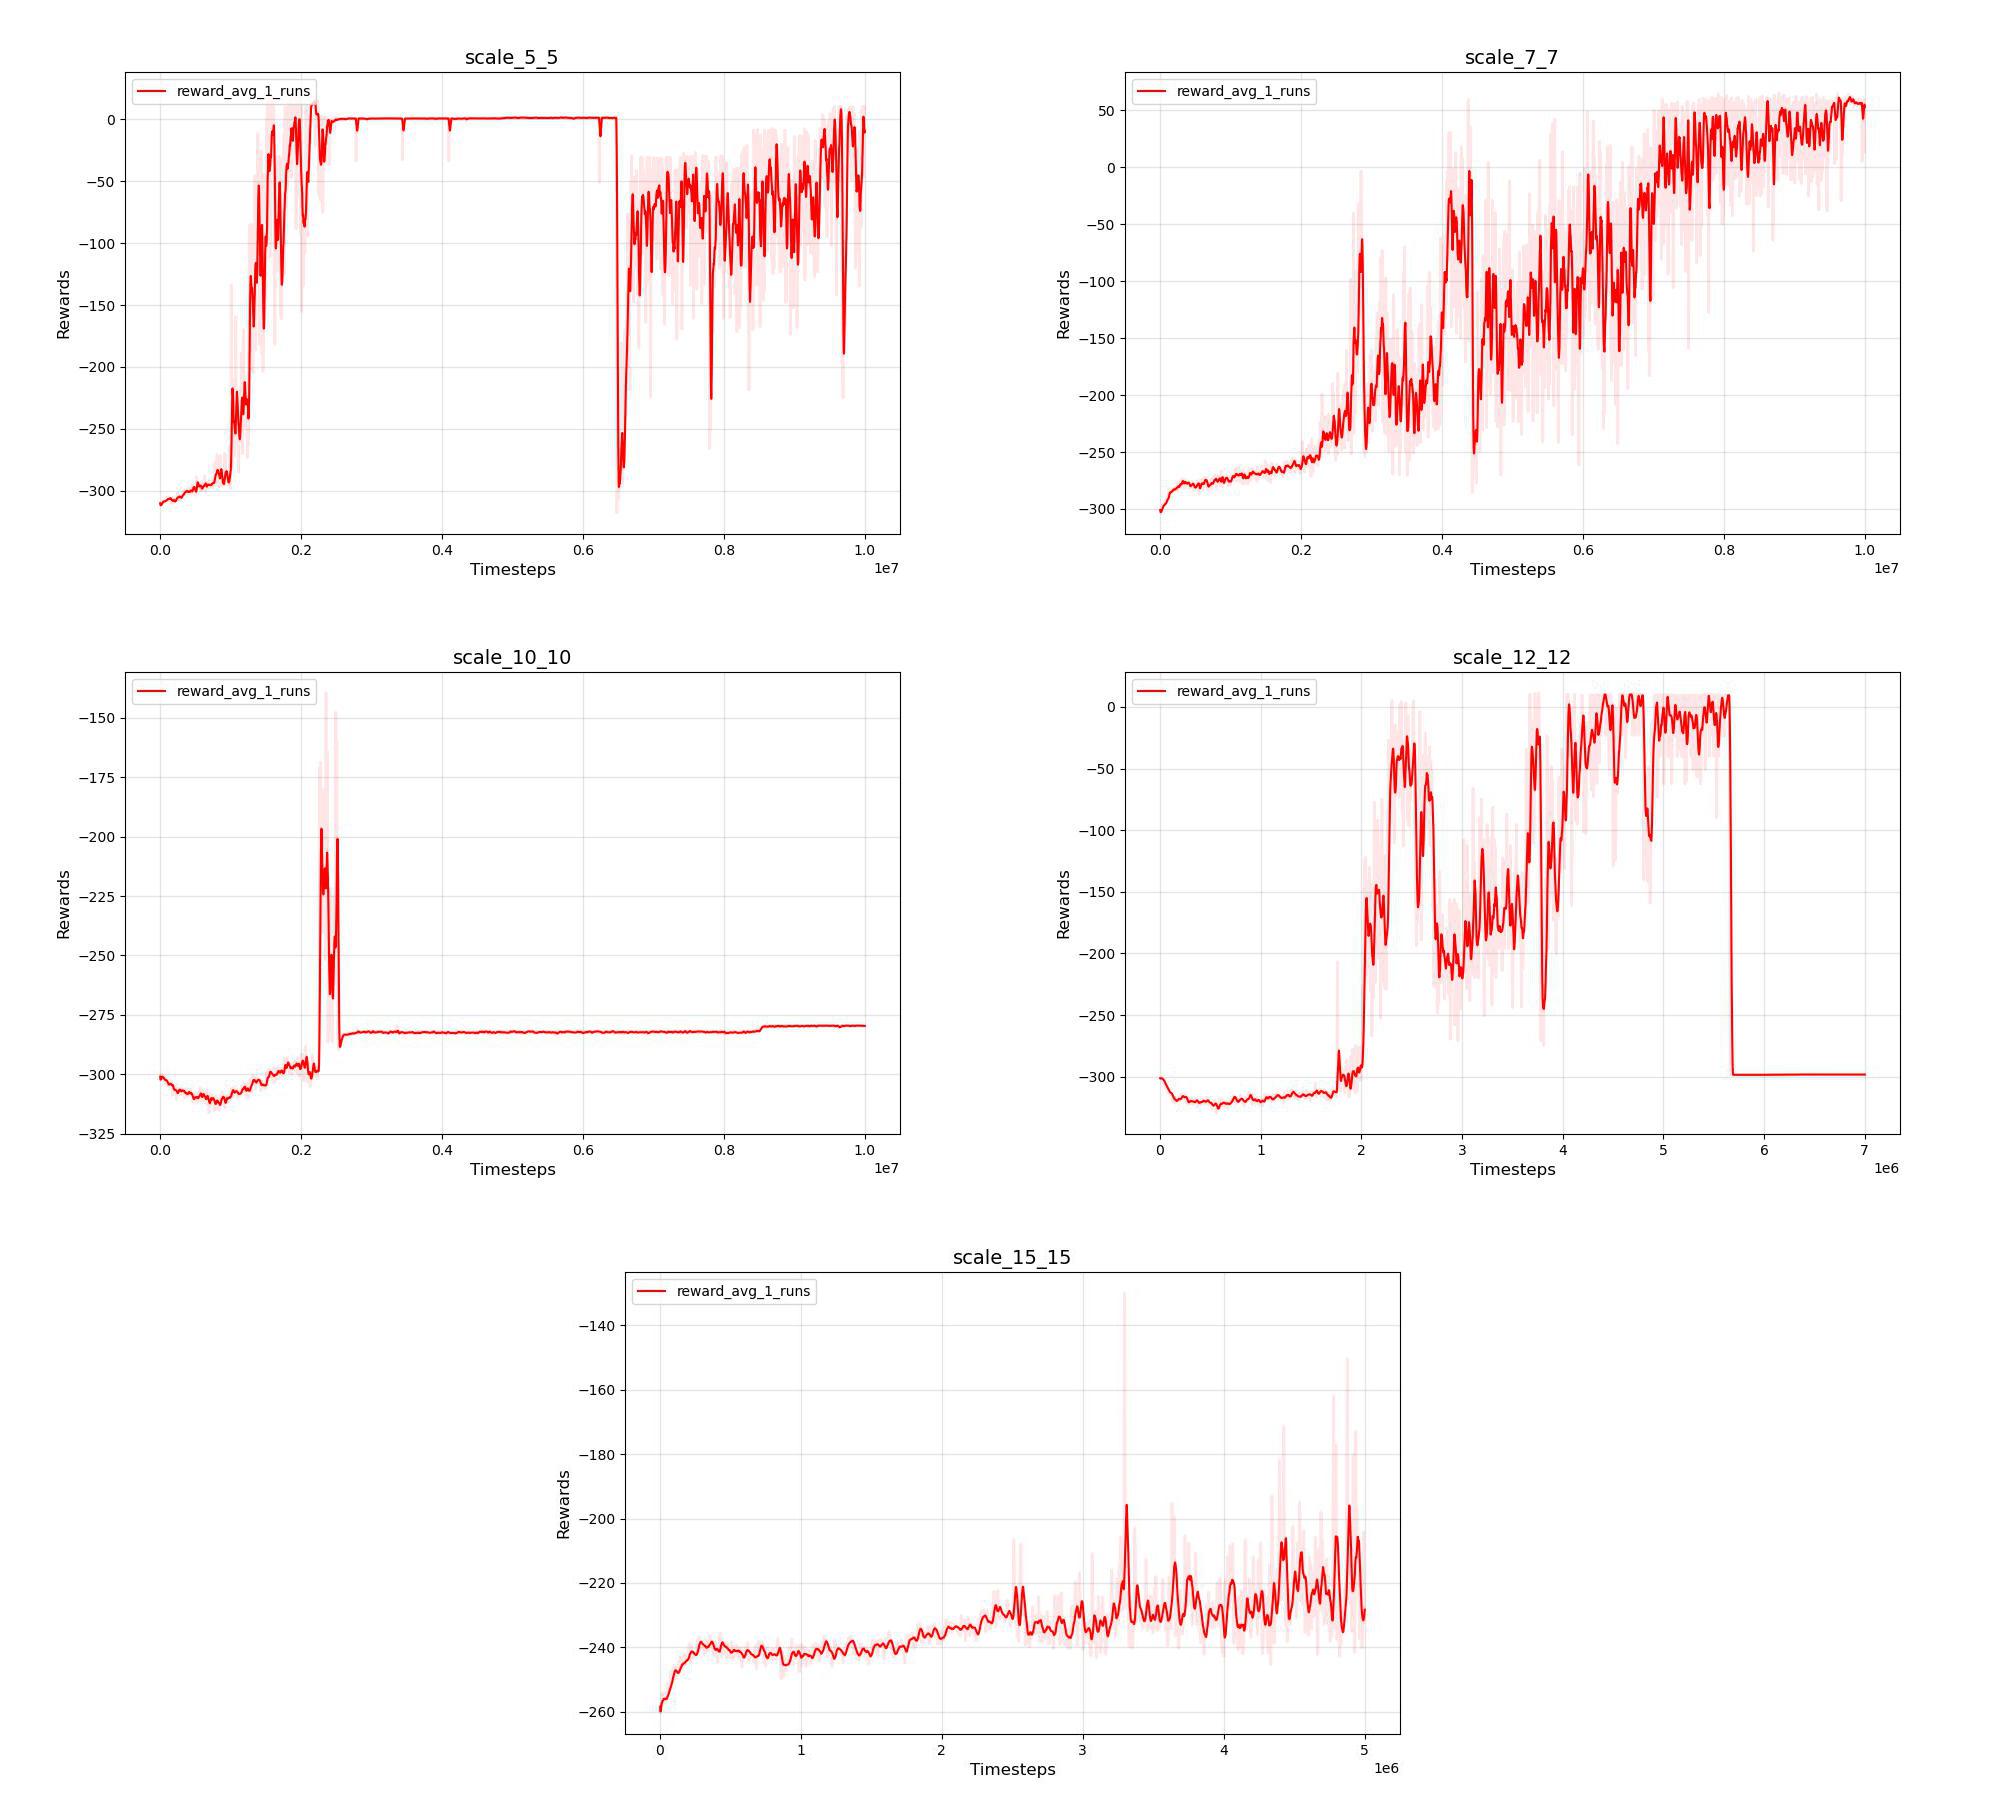 scale_5_5
reward_avg_1_runs
Rewards
0
−50
−100
−150
−200
−250
−300
0.0 0.2 0.4 0.6 0.8 1.0
1e7
Timesteps
scale_7_7
reward_avg_1_runs
Rewards
50
0
−50
−100
−150
−200
−250
−300
0.0 0.2 0.4 0.6 0.8 1.0
1e7
Timesteps
scale_10_10
reward_avg_1_runs
Rewards
−150
−175
−200
−225
−250
−275
−300
−325
0.0 0.2 0.4 0.6 0.8 1.0
1e7
Timesteps
scale_12_12
reward_avg_1_runs
Rewards
0
−50
−100
−150
−200
−250
−300
0 1 2 3 4 5 6 7
1e6
Timesteps
scale_15_15
reward_avg_1_runs
Rewards
−140
−160
−180
−200
−220
−240
−260
0 1 2 3 4 5
1e6
Timesteps